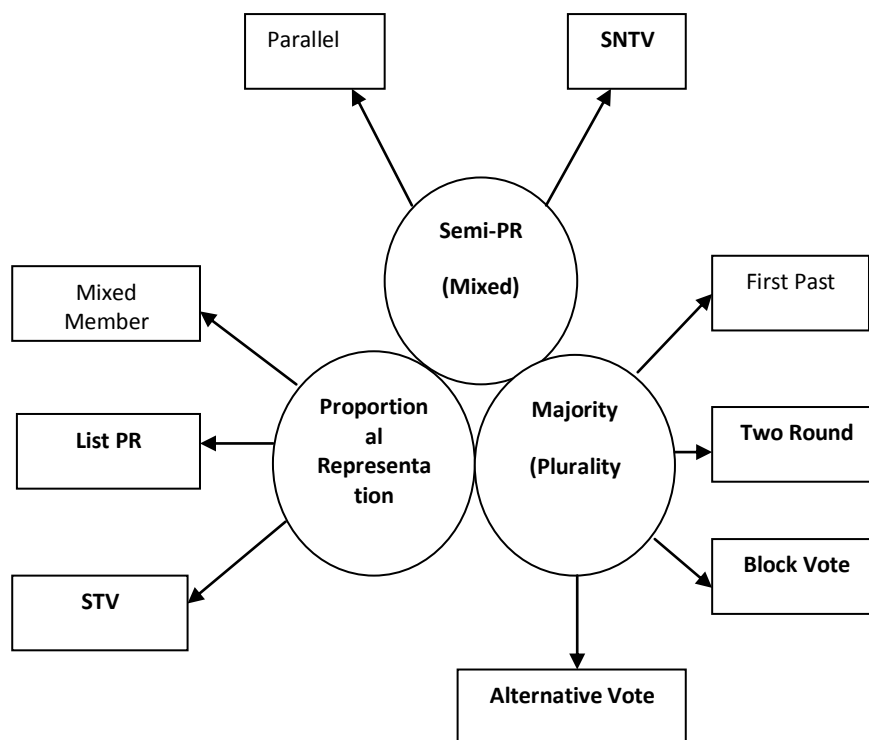 Parallel
SNTV
Semi-PR
(Mixed)
First Past
Mixed
Member
Proportion
al
Representa
tion
Majority
(Plurality
List PR
Two Round
Block Vote
STV
Alternative Vote